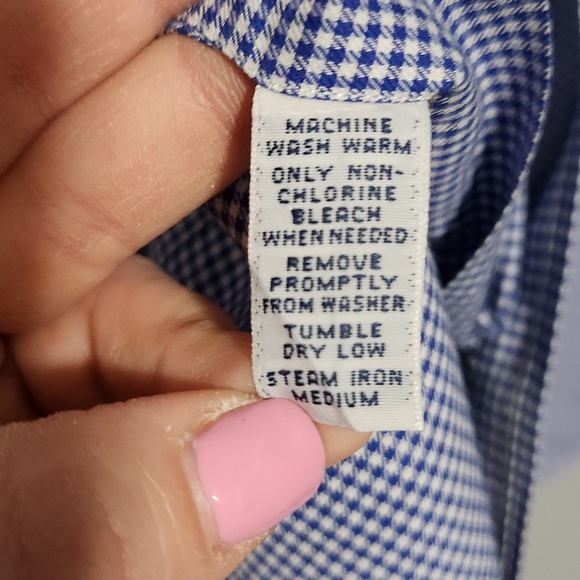 MACHINE
WASH WARM
ONLY NON-
CHLORINE
BLEACH
WHEN NEEDED
REMOVE
PROMPTLY
FROM WASHER
TUMBLE
DRY LOW
STEAM IRON
MEDIUM